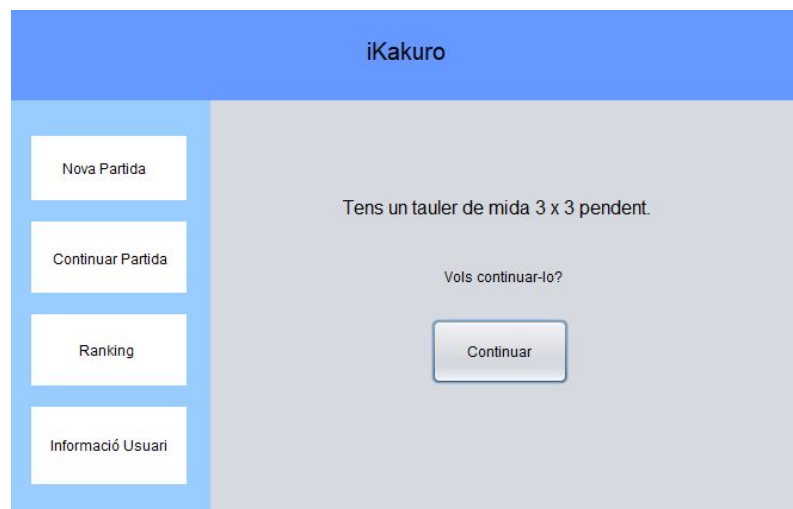 iKakuro
Nova Partida
Continuar Partida
Ranking
Informació Usuari
Tens un tauler de mida 3 x 3 pendent.
Vols continuar-lo?
Continuar